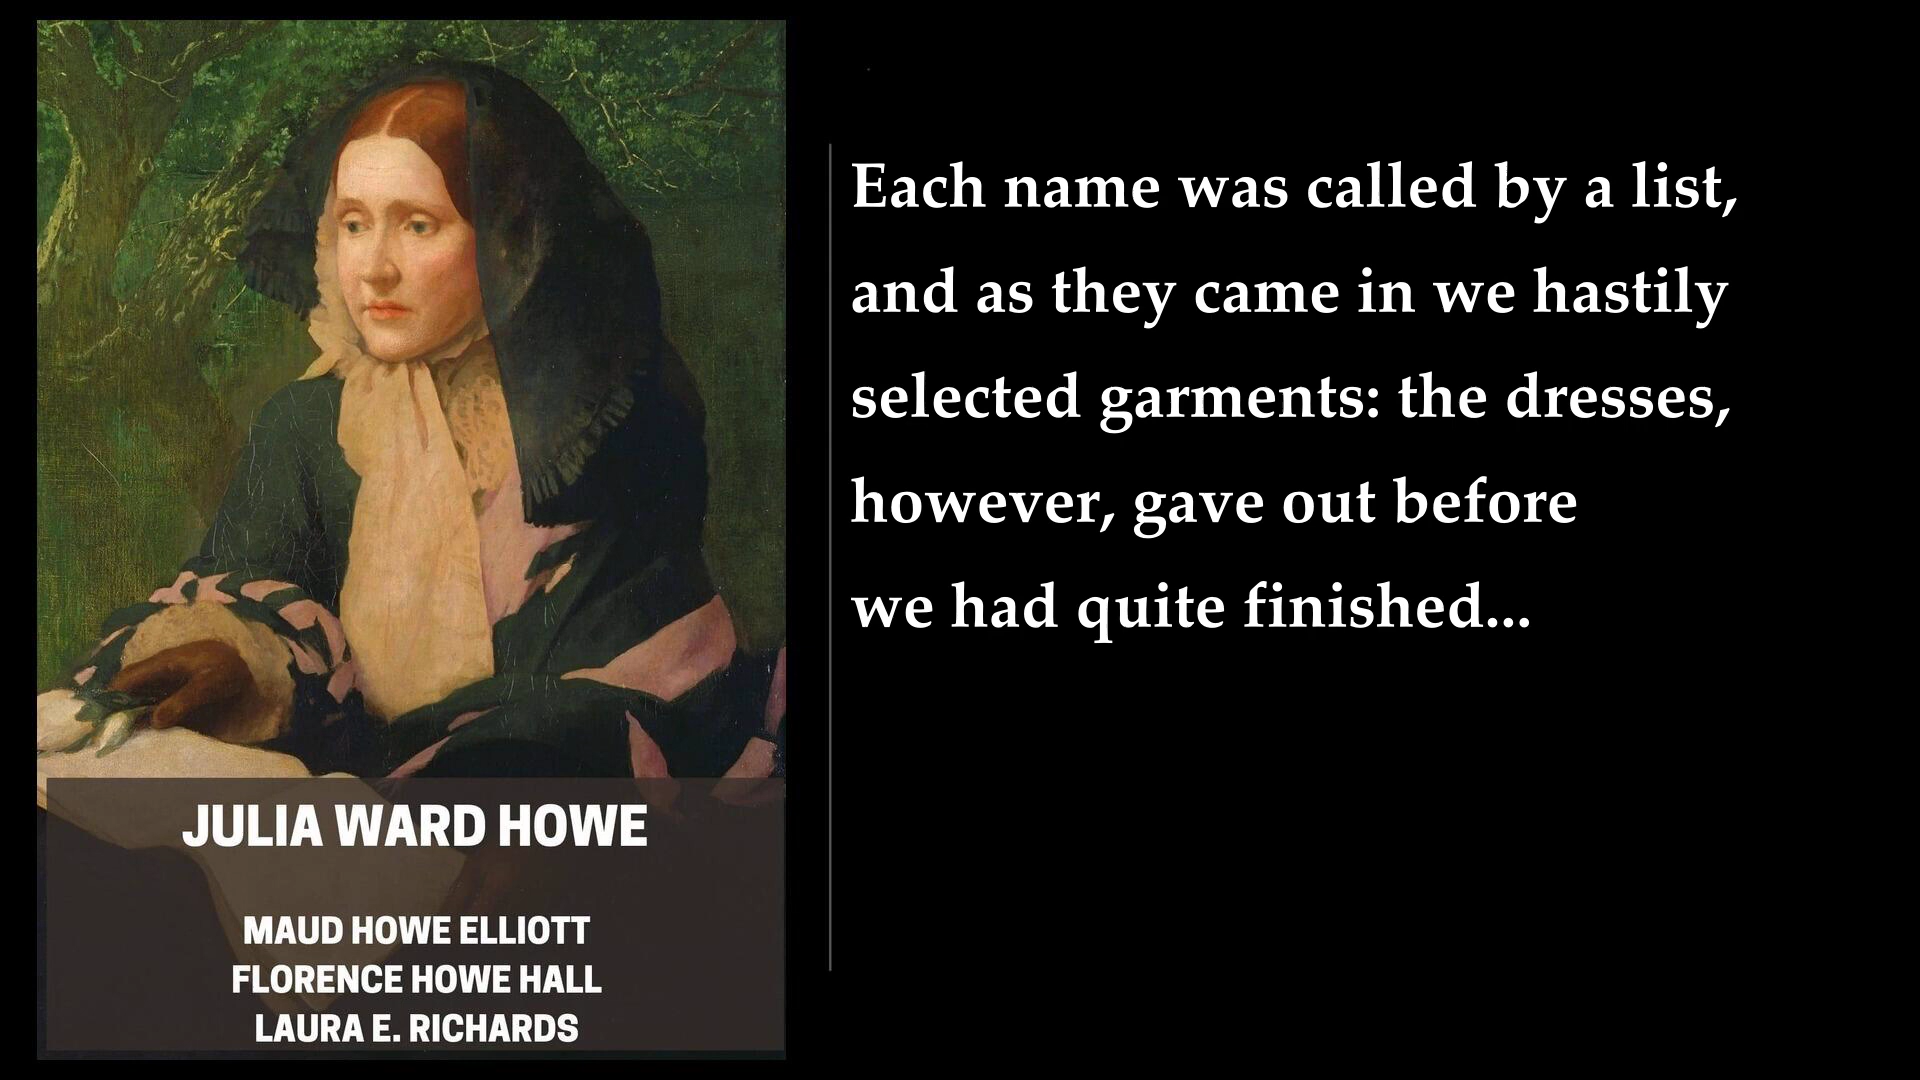 Each name was called by a list,
and as they came in we hastily
selected garments: the dresses,
however, gave out before
we had quite finished...
JULIA WARD HOWE
MAUD HOWE ELLIOTT
FLORENCE HOWE HALL
LAURA E. RICHARDS